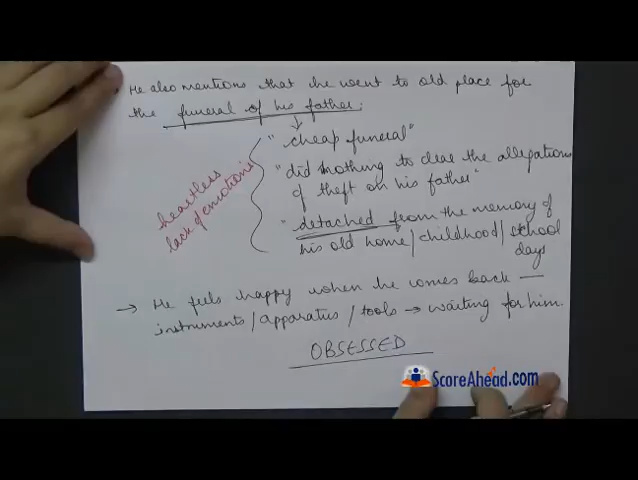 He also mentions that he went to old place for
the funeral of his father.
"cheap funeral"
"did nothing to clear the allegations
of theft on his father"
"detached from the memory of
his old home/childhood/school
days
heartless
lack of emotions
→ He feels happy when he comes back —
instruments/apparatus/tools → waiting for him.
OBSESSED
ScoreAhead.com